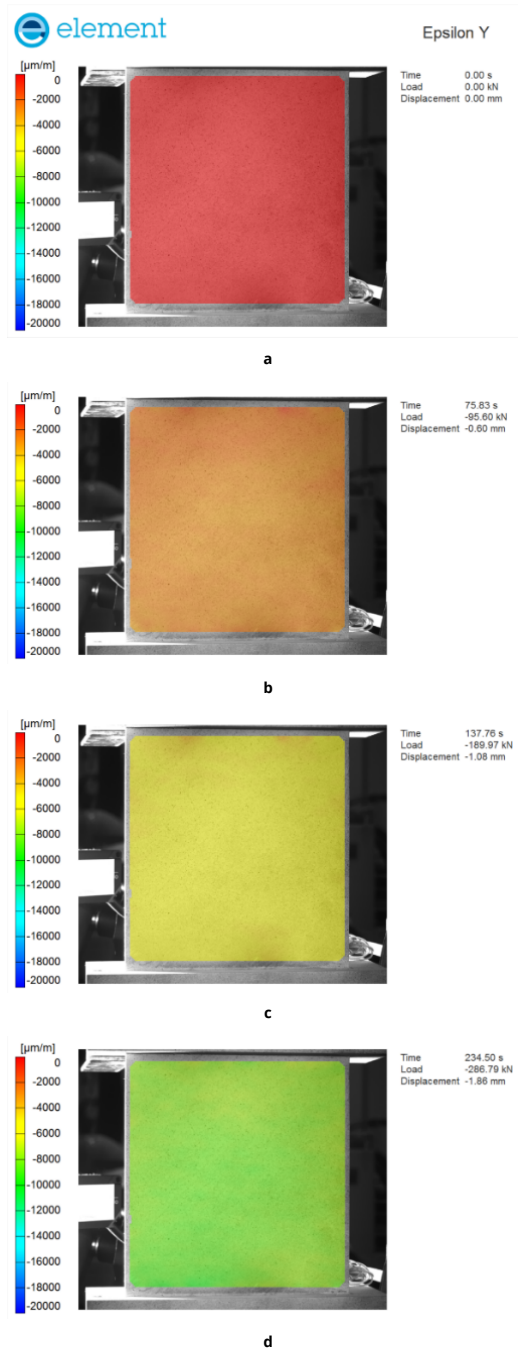 element
Epsilon Y
[µm/m]
0
-2000
-4000
-6000
-8000
-10000
-12000
-14000
-16000
-18000
-20000
Time 0.00 s
Load 0.00 kN
Displacement 0.00 mm
a
[µm/m]
0
-2000
-4000
-6000
-8000
-10000
-12000
-14000
-16000
-18000
-20000
Time 75.83 s
Load -95.60 kN
Displacement -0.60 mm
b
[µm/m]
0
-2000
-4000
-6000
-8000
-10000
-12000
-14000
-16000
-18000
-20000
Time 137.76 s
Load -189.97 kN
Displacement -1.08 mm
c
[µm/m]
0
-2000
-4000
-6000
-8000
-10000
-12000
-14000
-16000
-18000
-20000
Time 234.50 s
Load -286.79 kN
Displacement -1.86 mm
d